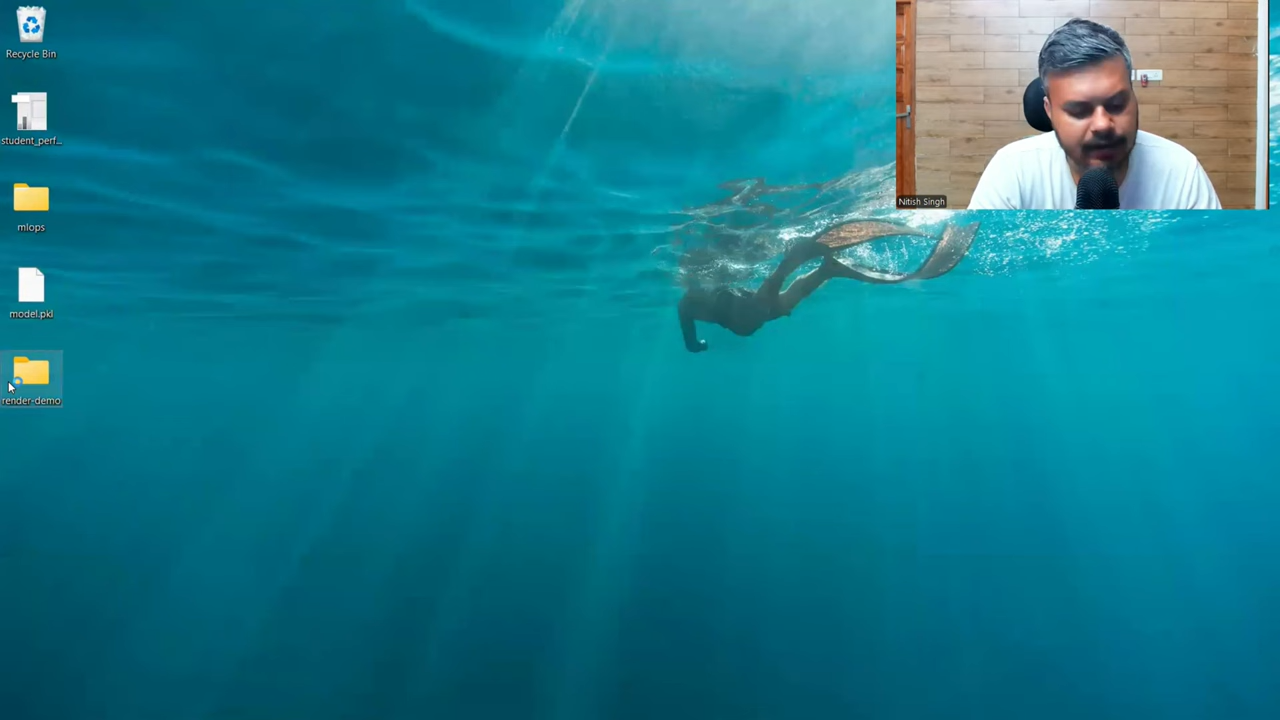 Recycle Bin
student_perf...
mlops
model.pkl
render-demo
Nitish Singh